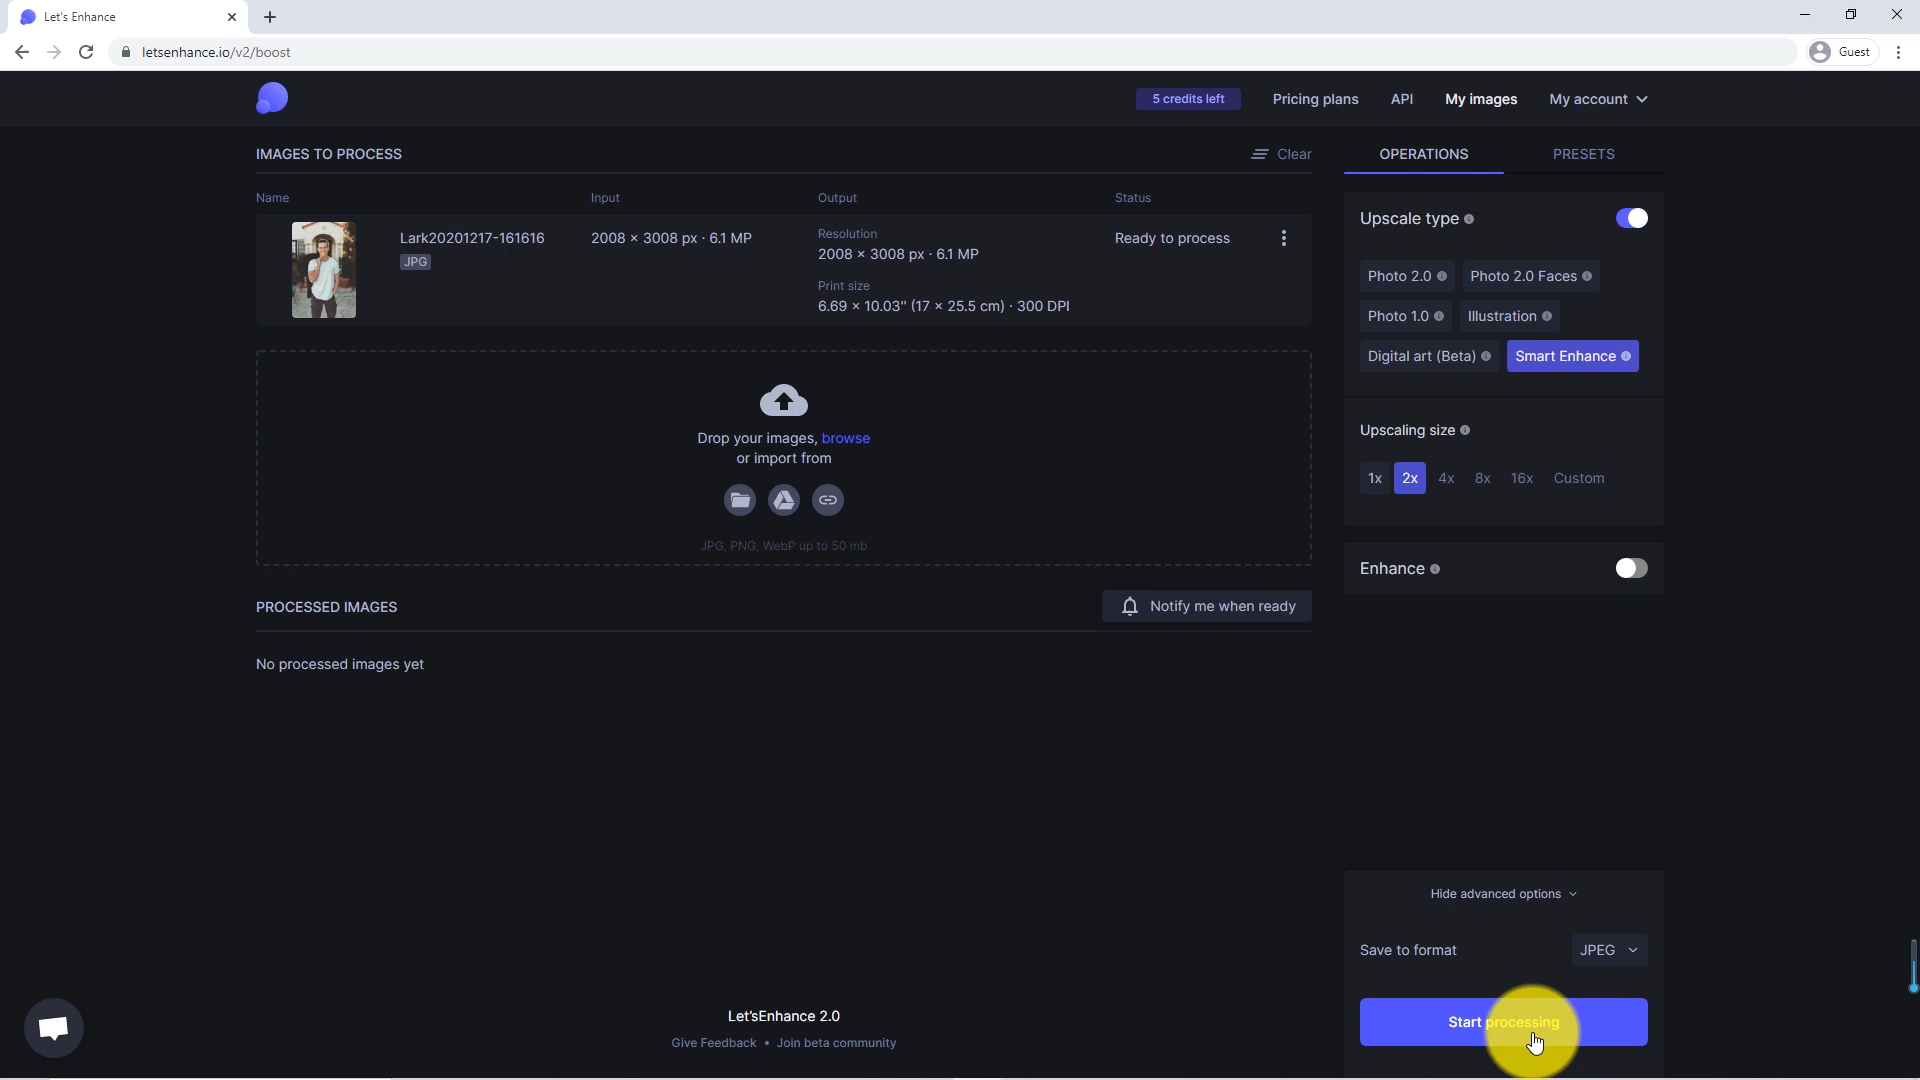 Let's Enhance
letsenhance.io/v2/boost
Guest
5 credits left
Pricing plans
API
My images
My account
IMAGES TO PROCESS
Clear
OPERATIONS
PRESETS
Name
Input
Output
Status
Lark20201217-161616
JPG
2008 × 3008 px · 6.1 MP
Resolution
2008 × 3008 px · 6.1 MP
Print size
6.69 × 10.03" (17 × 25.5 cm) · 300 DPI
Ready to process
Upscale type
Photo 2.0
Photo 2.0 Faces
Photo 1.0
Illustration
Digital art (Beta)
Smart Enhance
Upscaling size
1x
2x
4x
8x
16x
Custom
Enhance
Drop your images, browse
or import from
JPG, PNG, WebP up to 50 mb
PROCESSED IMAGES
Notify me when ready
No processed images yet
Hide advanced options
Save to format
JPEG
Start processing
Let'sEnhance 2.0
Give Feedback • Join beta community